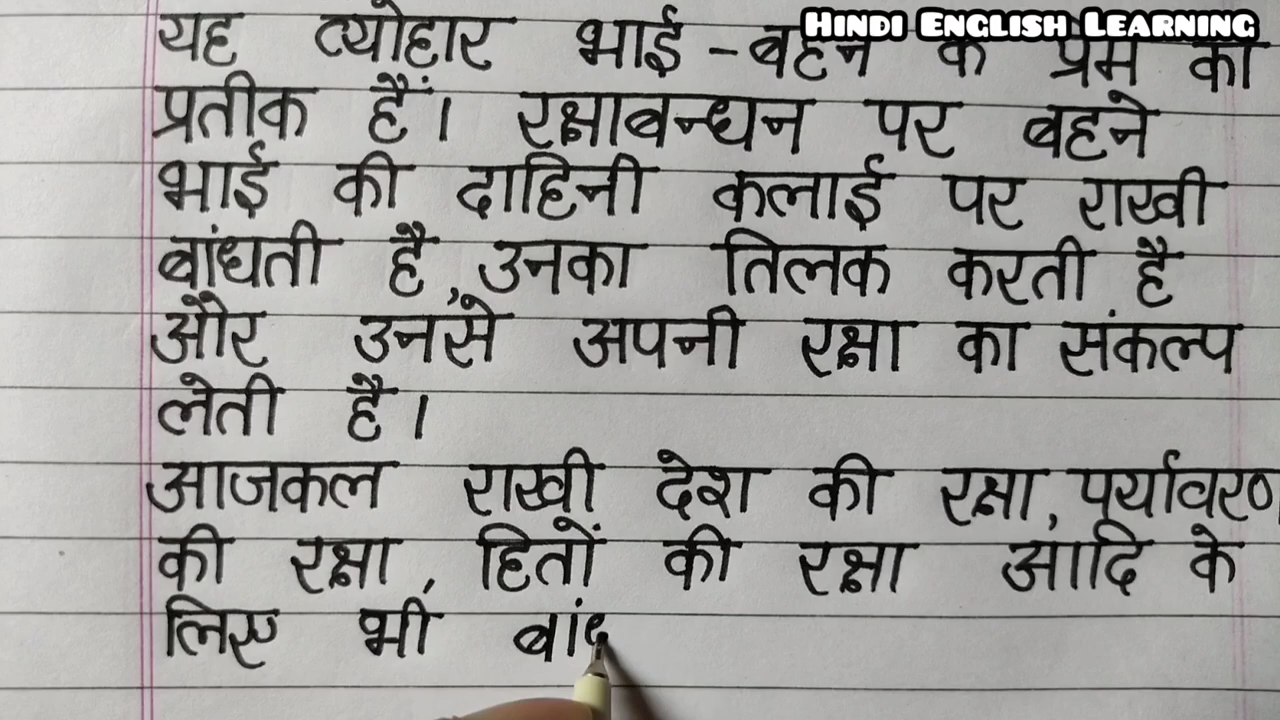 Hindi English Learning
यह त्योहार भाई-बहन के प्रेम का
प्रतीक हैं। रक्षाबन्धन पर बहने
भाई की दाहिनी कलाई पर राखी
बांधती है, उनका तिलक करती है
और उनसे अपनी रक्षा का संकल्प
लेती है।
आजकल राखी देश की रक्षा, पर्यावरण
की रक्षा, हितों की रक्षा आदि के
लिए भी